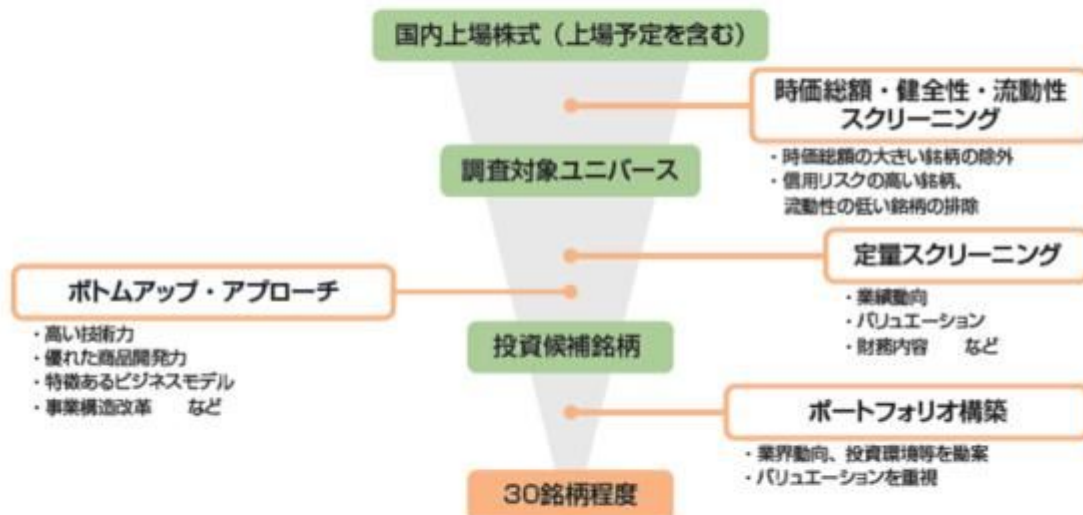 国内上場株式（上場予定を含む）
時価総額・健全性・流動性
スクリーニング
・時価総額の大きい銘柄の除外
・信用リスクの高い銘柄、
流動性の低い銘柄の排除
調査対象ユニバース
定量スクリーニング
・業績動向
・バリュエーション
・財務内容　など
ボトムアップ・アプローチ
・高い技術力
・優れた商品開発力
・特徴あるビジネスモデル
・事業構造改革　など
投資候補銘柄
ポートフォリオ構築
・業界動向、投資環境等を勘案
・バリュエーションを重視
30銘柄程度